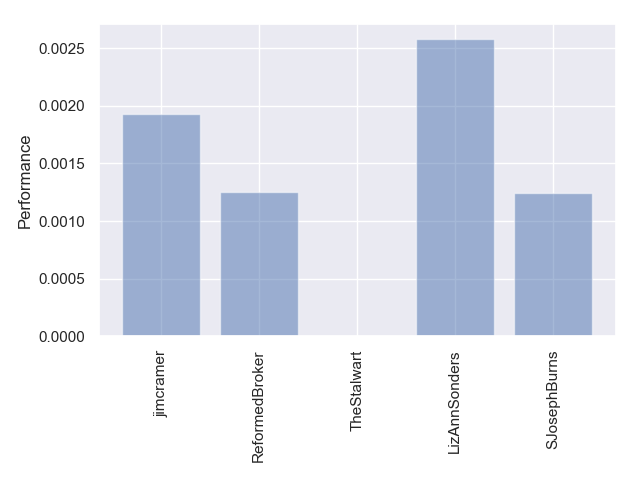 0.0025
0.0020
0.0015
0.0010
0.0005
0.0000
Performance
jimcramer
ReformedBroker
TheStalwart
LizAnnSonders
SJosephBurns